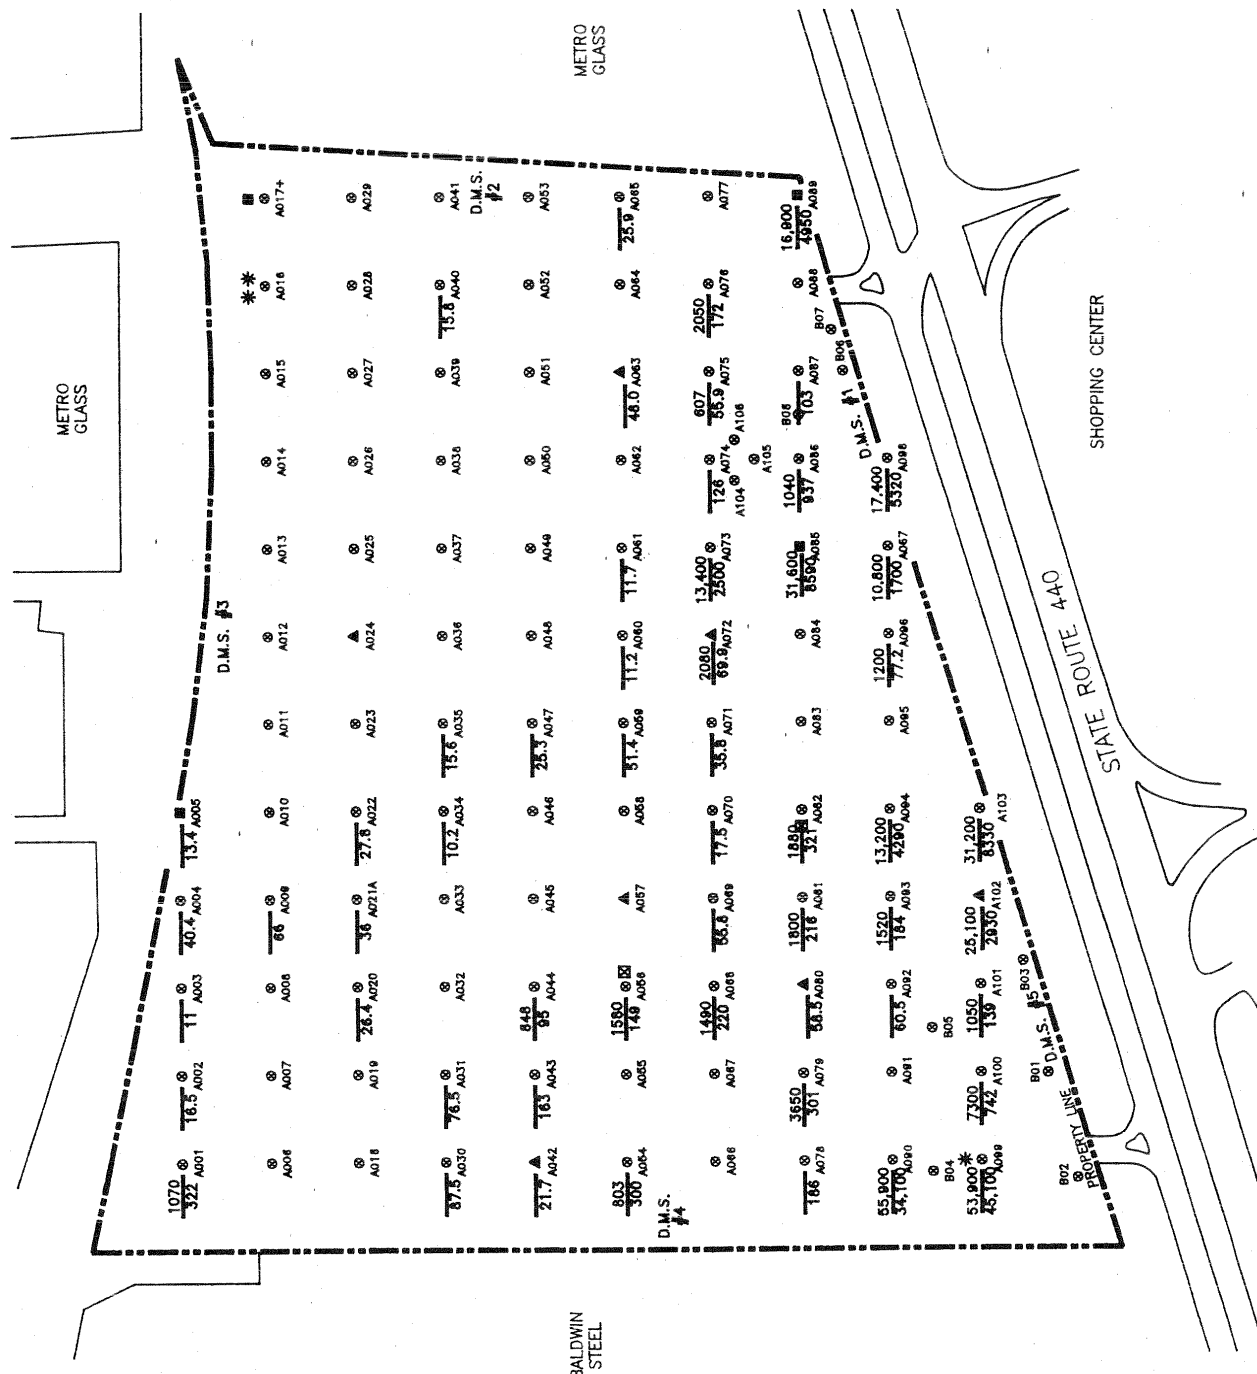 METRO
GLASS
METRO
GLASS
A017+
A029
A041
D.M.S.
#2
A053
25.9
A065
A077
16,900
4950
A089
**
A016
A028
15.8
A040
A052
A064
2050
172
A076
A088
B07
A015
A027
A039
A051
48.0
A063
607
55.9
A075
B08
103
A087
B06
D.M.S. #1
A014
A026
A038
A050
A062
126
A074
A106
A104
A105
1040
937
A086
17,400
5320
A098
SHOPPING CENTER
A013
A025
A037
A049
11.7
A061
13,400
2500
A073
31,600
8590
A085
10,800
1700
A097
D.M.S. #3
A012
A024
A036
A048
11.2
A060
2080
69.9
A072
A084
1200
77.2
A096
STATE ROUTE 440
A011
A023
15.6
A035
25.3
A047
51.4
A059
35.8
A071
A083
A095
13.4
A005
A010
27.8
A022
10.2
A034
A046
A058
17.5
A070
1880
321
A082
13,200
4290
A094
31,200
8330
A103
40.4
A004
66
A009
36
A021A
A033
A045
A057
55.8
A069
1800
216
A081
1520
184
A093
25,100
2930
A102
11
A003
A008
26.4
A020
A032
848
95
A044
1580
149
A056
1490
220
A068
58.5
A080
60.5
A092
B05
1050
139
A101
B03
D.M.S. #5
16.5
A002
A007
A019
76.5
A031
163
A043
A055
A067
3650
301
A079
A091
7300
742
A100
B01
PROPERTY LINE
1070
322
A001
A006
A018
87.5
A030
21.7
A042
803
300
A054
D.M.S.
#4
A066
186
A078
55,900
34,100
A090
B04
*
53,900
45,100
A099
B02
BALDWIN
STEEL